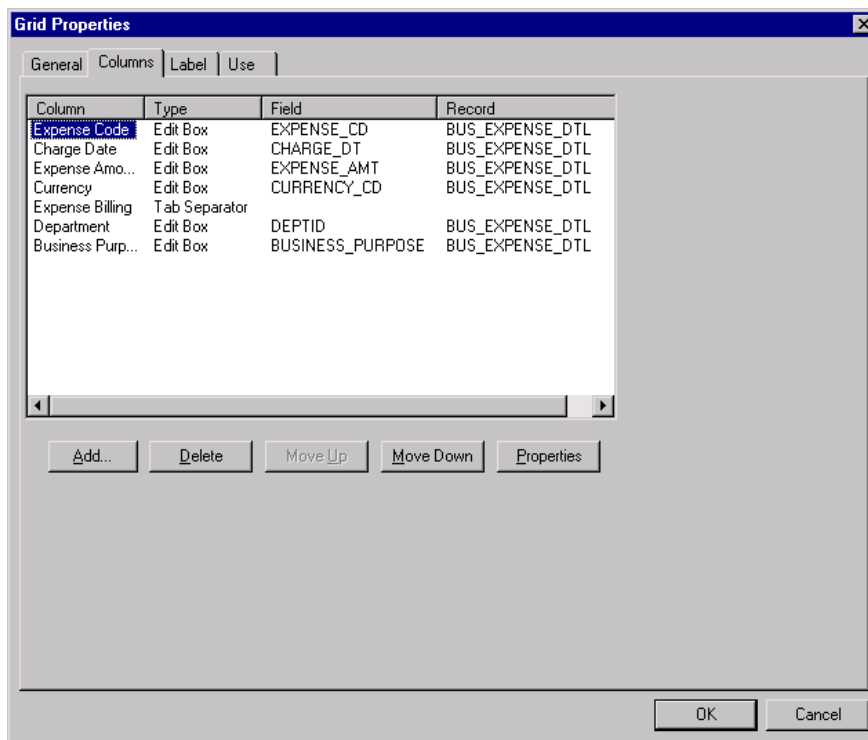 Grid Properties
General Columns Label Use
Column Type Field Record
Expense Code Edit Box EXPENSE_CD BUS_EXPENSE_DTL
Charge Date Edit Box CHARGE_DT BUS_EXPENSE_DTL
Expense Amo... Edit Box EXPENSE_AMT BUS_EXPENSE_DTL
Currency Edit Box CURRENCY_CD BUS_EXPENSE_DTL
Expense Billing Tab Separator
Department Edit Box DEPTID BUS_EXPENSE_DTL
Business Purp... Edit Box BUSINESS_PURPOSE BUS_EXPENSE_DTL
Add... Delete Move Up Move Down Properties
OK Cancel